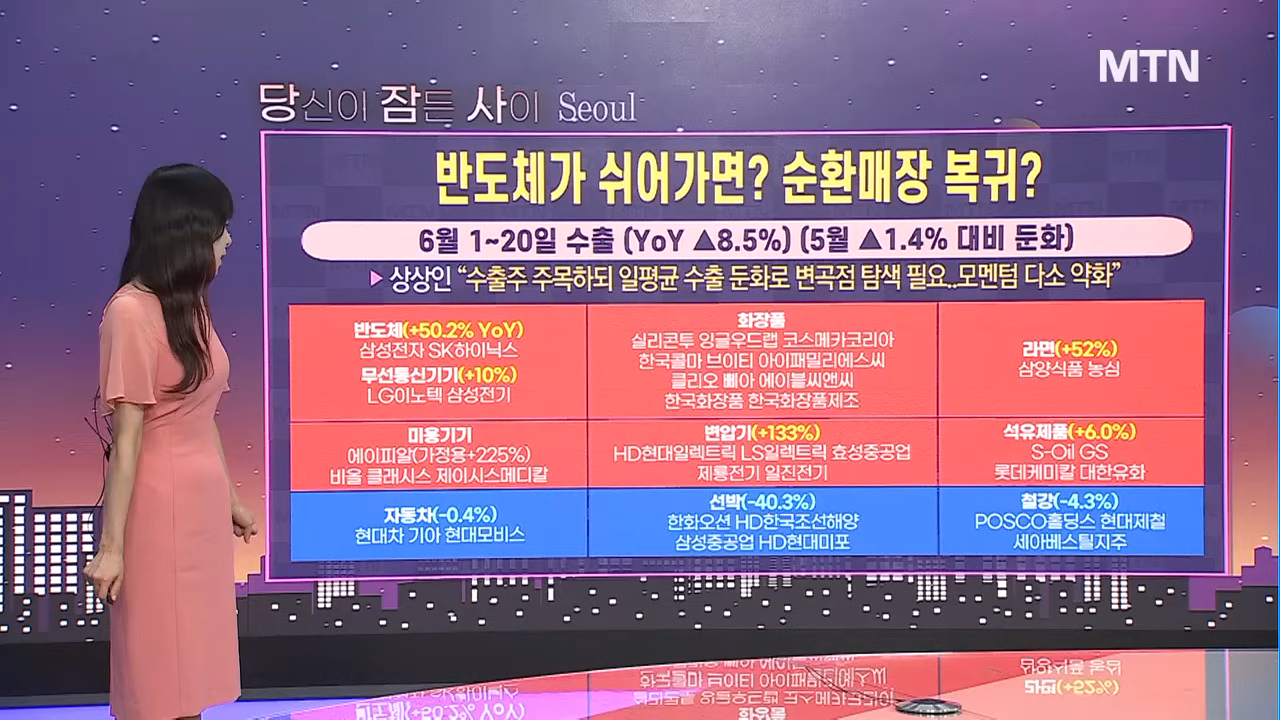 MTN
당신이 잠든 사이 Seoul
반도체가 쉬어가면? 순환매장 복귀?
6월 1~20일 수출 (YoY ▲8.5%) (5월 ▲1.4% 대비 둔화)
▶ 상상인 “수출주 주목하되 일평균 수출 둔화로 변곡점 탐색 필요..모멘텀 다소 약화”
반도체(+50.2% YoY)
삼성전자 SK하이닉스
무선통신기기(+10%)
LG이노텍 삼성전기
화장품
실리콘투 잉글우드랩 코스메카코리아
한국콜마 브이티 아이패밀리에스씨
클리오 삐아 에이블씨앤씨
한국화장품 한국화장품제조
라면(+52%)
삼양식품 농심
미용기기
에이피알(가정용+225%)
비올 클래시스 제이시스메디칼
변압기(+133%)
HD현대일렉트릭 LS일렉트릭 효성중공업
제룡전기 일진전기
석유제품(+6.0%)
S-Oil GS
롯데케미칼 대한유화
자동차(-0.4%)
현대차 기아 현대모비스
선박(-40.3%)
한화오션 HD한국조선해양
삼성중공업 HD현대미포
철강(-4.3%)
POSCO홀딩스 현대제철
세아베스틸지주